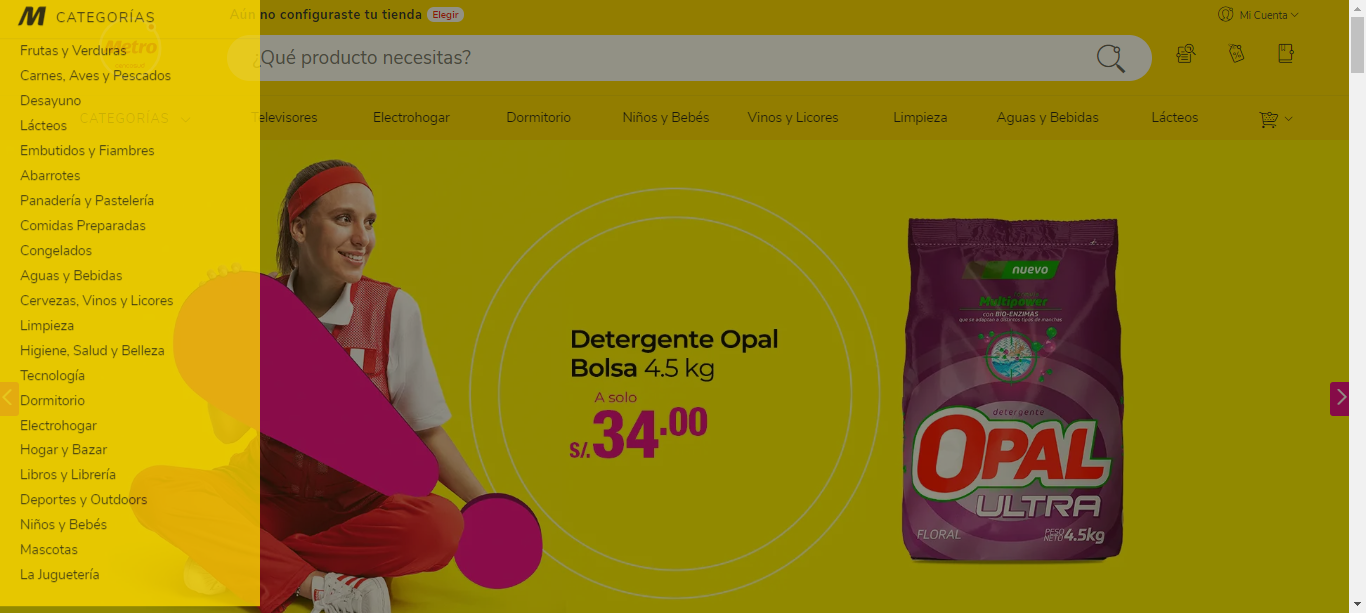 M CATEGORÍAS
Aún no configuraste tu tienda Elegir
Mi Cuenta
Metro
¿Qué producto necesitas?
CATEGORÍAS
Televisores
Electrohogar
Dormitorio
Niños y Bebés
Vinos y Licores
Limpieza
Aguas y Bebidas
Lácteos
Frutas y Verduras
Carnes, Aves y Pescados
Desayuno
Lácteos
Embutidos y Fiambres
Abarrotes
Panadería y Pastelería
Comidas Preparadas
Congelados
Aguas y Bebidas
Cervezas, Vinos y Licores
Limpieza
Higiene, Salud y Belleza
Tecnología
Dormitorio
Electrohogar
Hogar y Bazar
Libros y Librería
Deportes y Outdoors
Niños y Bebés
Mascotas
La Juguetería
Detergente Opal
Bolsa 4.5 kg
A solo
S/.34.00
nuevo
Multipower
con BIO-ENZIMAS
detergente
OPAL
ULTRA
FLORAL
PESO NETO 4.5kg